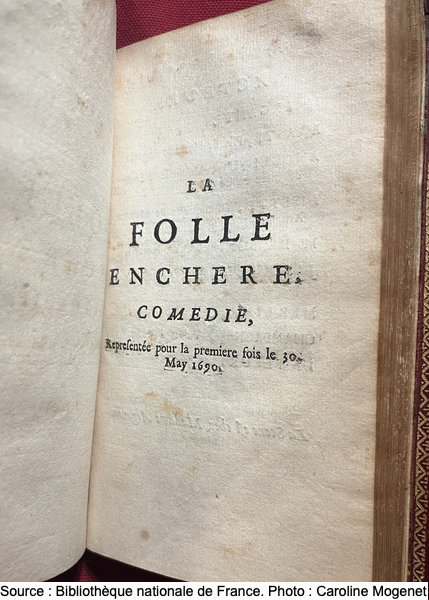 LA
FOLLE
ENCHERE,
COMEDIE,
Representée pour la premiere fois le 30.
May 1690.
Source : Bibliothèque nationale de France. Photo : Caroline Mogenet